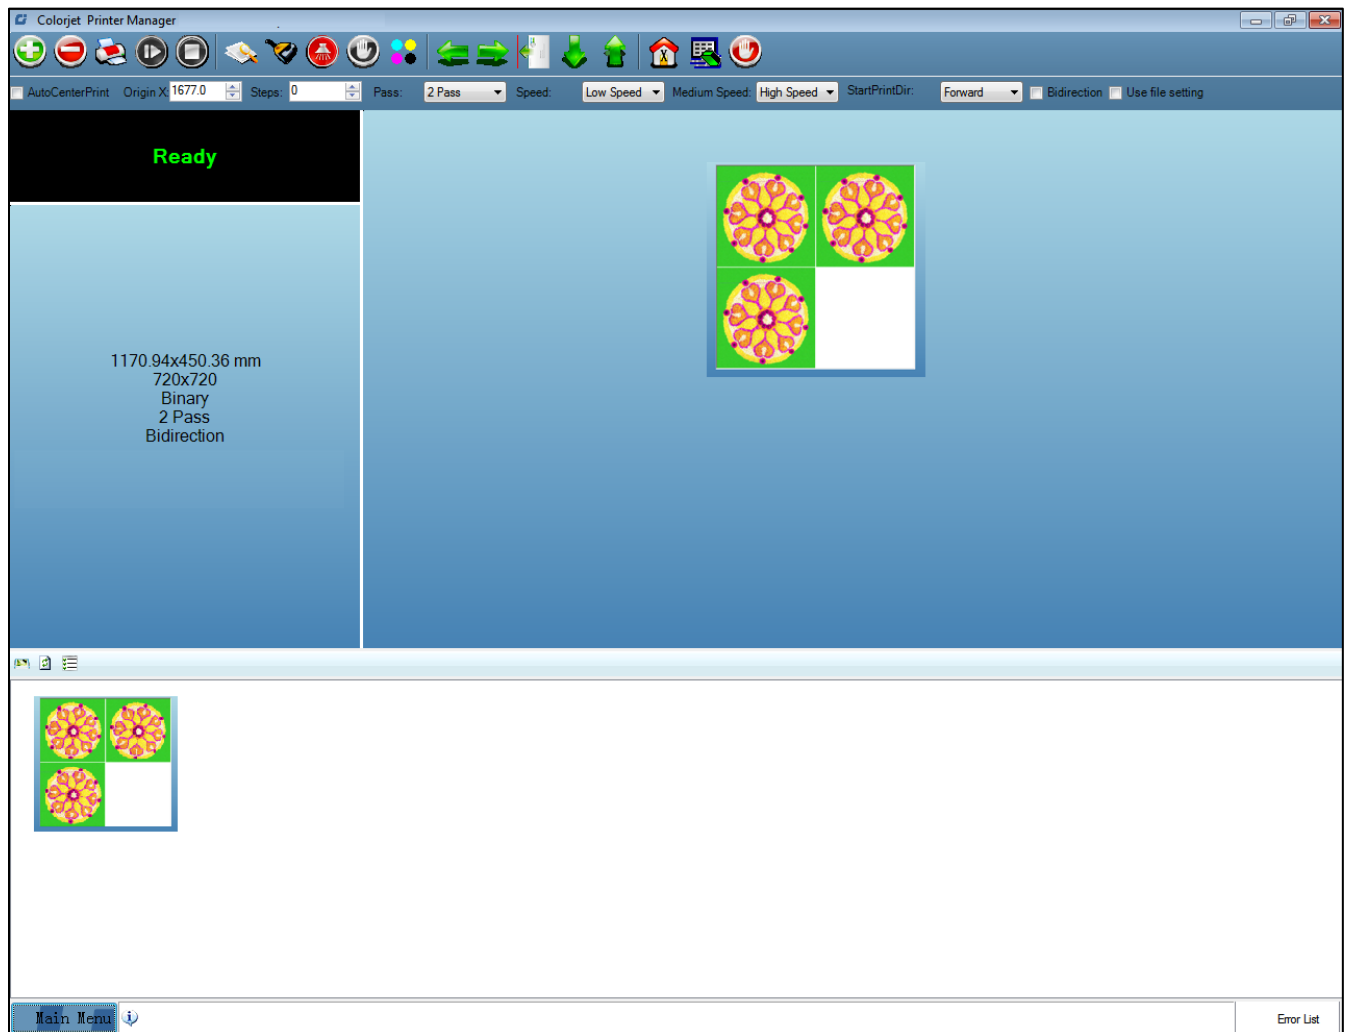 Colorjet Printer Manager
AutoCenterPrint Origin X: 1677.0 Steps: 0 Pass: 2 Pass Speed: Low Speed Medium Speed: High Speed StartPrintDir: Forward Bidirection Use file setting
Ready
1170.94x450.36 mm
720x720
Binary
2 Pass
Bidirection
Main Menu
Error List